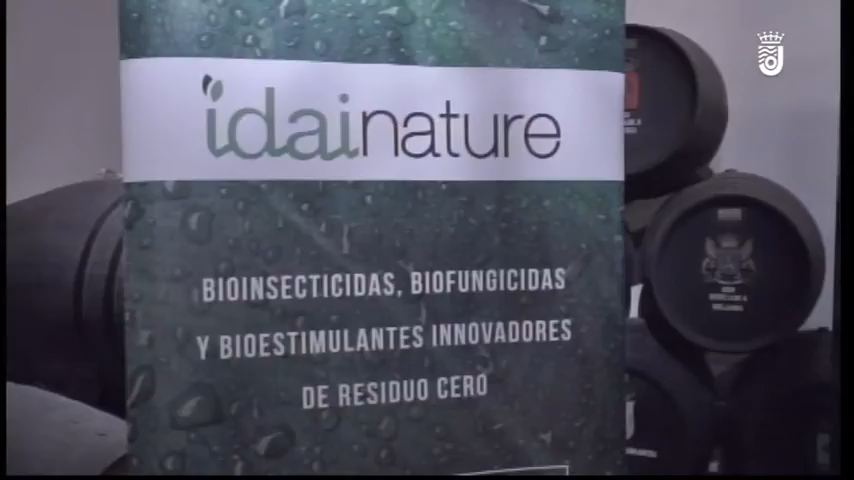 idainature
BIOINSECTICIDAS, BIOFUNGICIDAS
Y BIOESTIMULANTES INNOVADORES
DE RESIDUO CERO